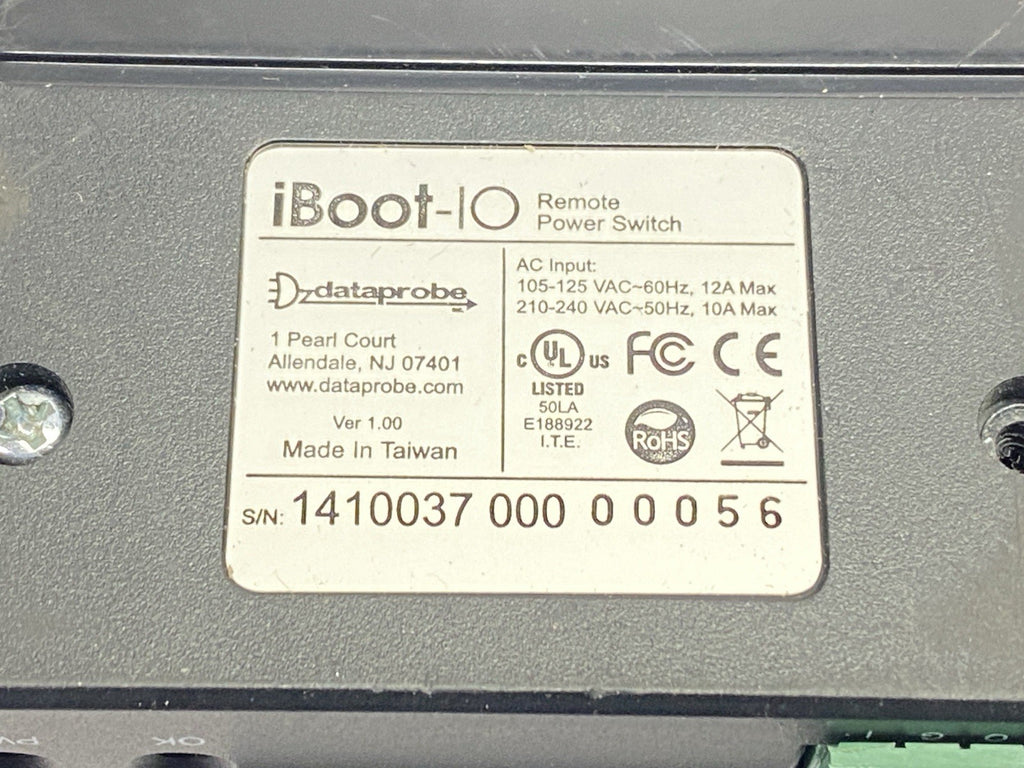 iBoot-IO
Remote
Power Switch
dataprobe
1 Pearl Court
Allendale, NJ 07401
www.dataprobe.com
Ver 1.00
Made In Taiwan
AC Input:
105-125 VAC~60Hz, 12A Max
210-240 VAC~50Hz, 10A Max
C UL US
LISTED
50LA
E188922
I.T.E.
FC CE
RoHS
S/N: 1410037 000 0 0 0 5 6
OK
O G I